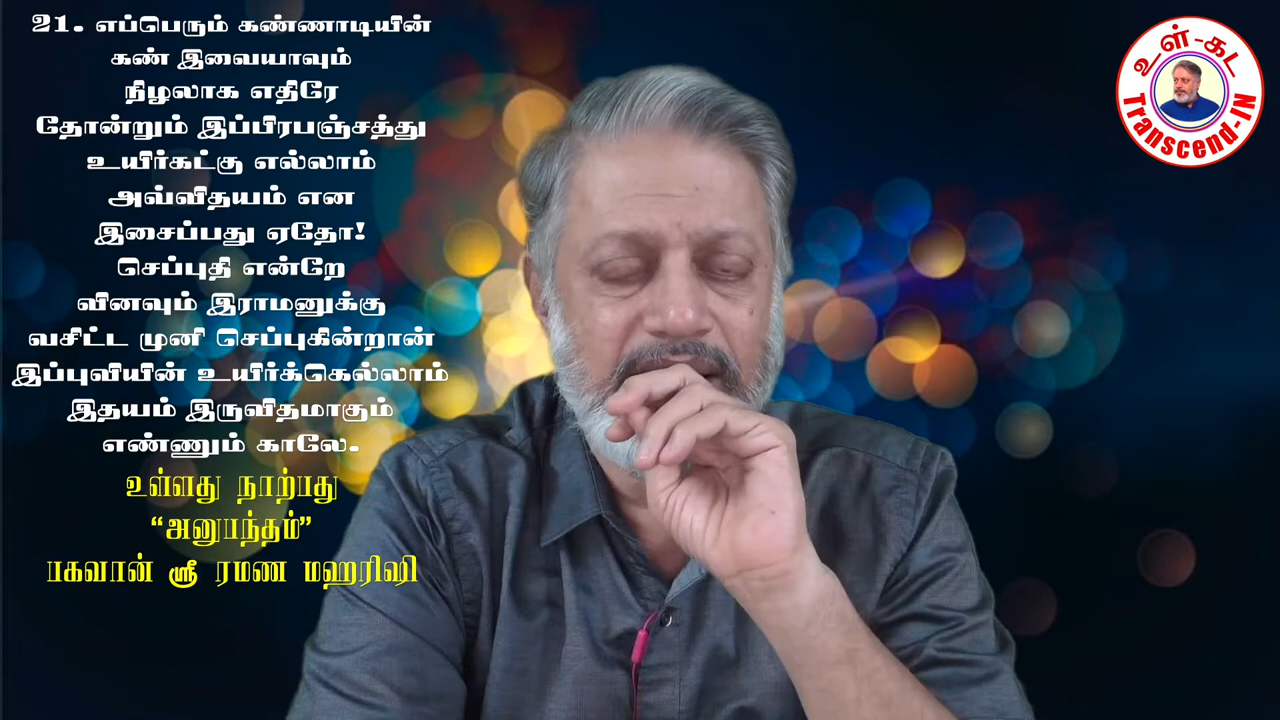 21. எப்பெரும் கண்ணாடியின்
கண் இவையாவும்
நிழலாக எதிரே
தோன்றும் இப்பிரபஞ்சத்து
உயிர்கட்கு எல்லாம்
அவ்விதயம் என
இசைப்பது ஏதோ!
செப்புதி என்றே
வினவும் இராமனுக்கு
வசிட்ட முனி செப்புகின்றான்
இப்புவியின் உயிர்க்கெல்லாம்
இதயம் இருவிதமாகும்
எண்ணும் காலே.
உள்ளது நாற்பது
“அனுபந்தம்”
பகவான் ஸ்ரீ ரமண மஹரிஷி
உள்-கட
Transcend-IN